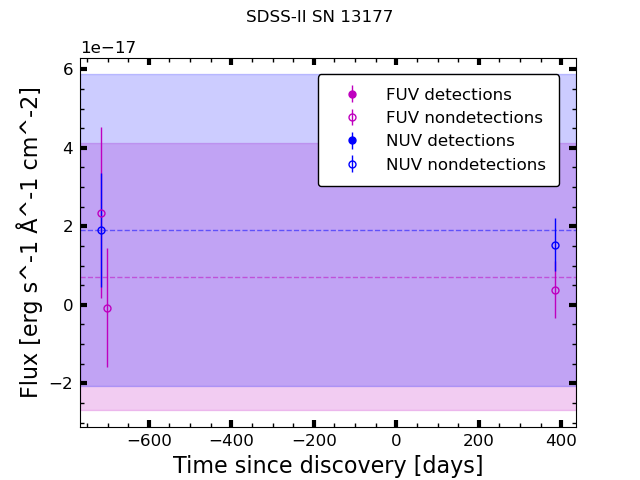 SDSS-II SN 13177
1e−17
6
4
2
0
−2
Flux [erg s^-1 Å^-1 cm^-2]
FUV detections
FUV nondetections
NUV detections
NUV nondetections
−600 −400 −200 0 200 400
Time since discovery [days]